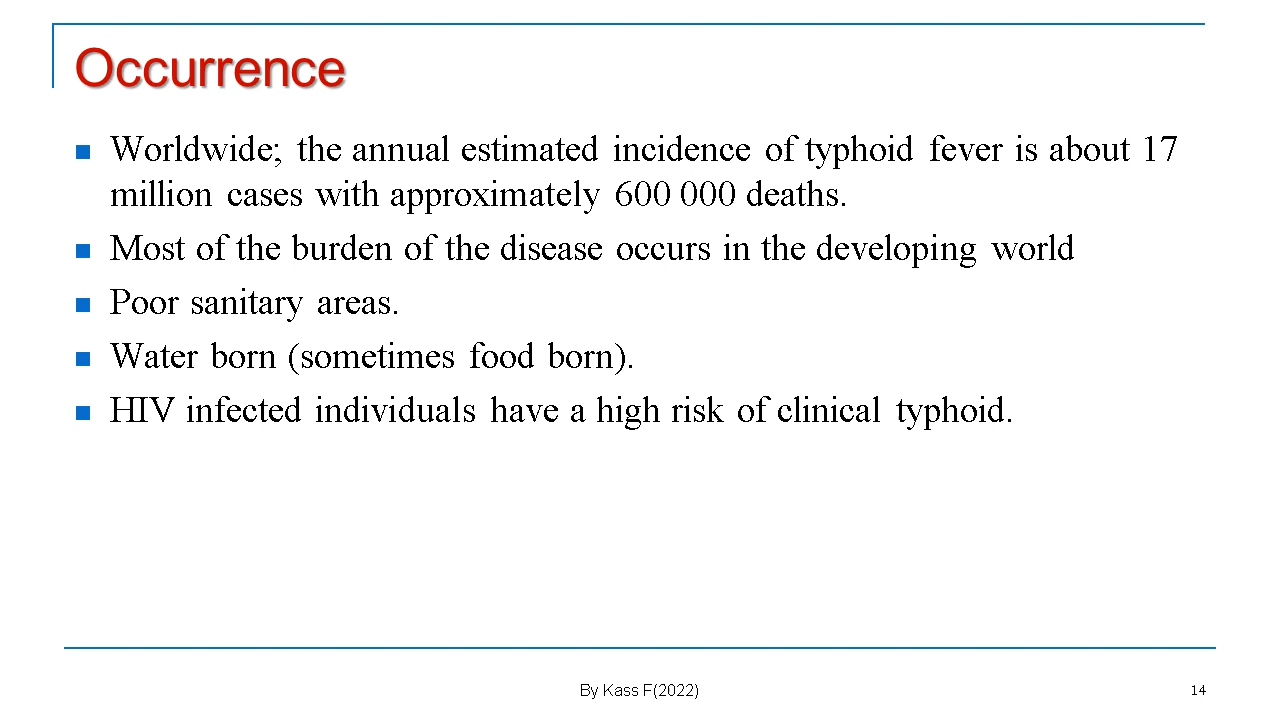 Occurrence
Worldwide; the annual estimated incidence of typhoid fever is about 17
million cases with approximately 600 000 deaths.
Most of the burden of the disease occurs in the developing world
Poor sanitary areas.
Water born (sometimes food born).
HIV infected individuals have a high risk of clinical typhoid.
By Kass F(2022)
14